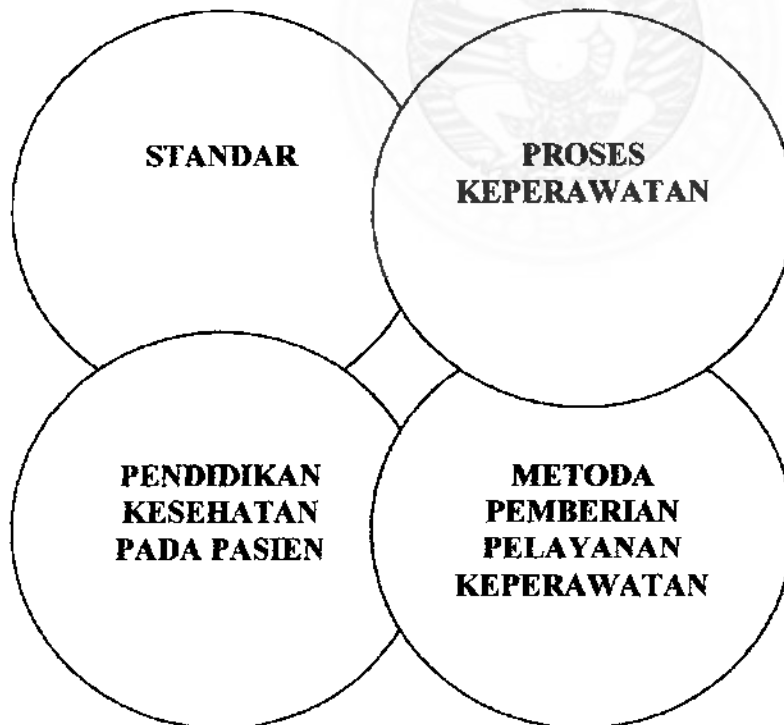 STANDAR
PROSES
KEPERAWATAN
PENDIDIKAN
KESEHATAN
PADA PASIEN
METODA
PEMBERIAN
PELAYANAN
KEPERAWATAN